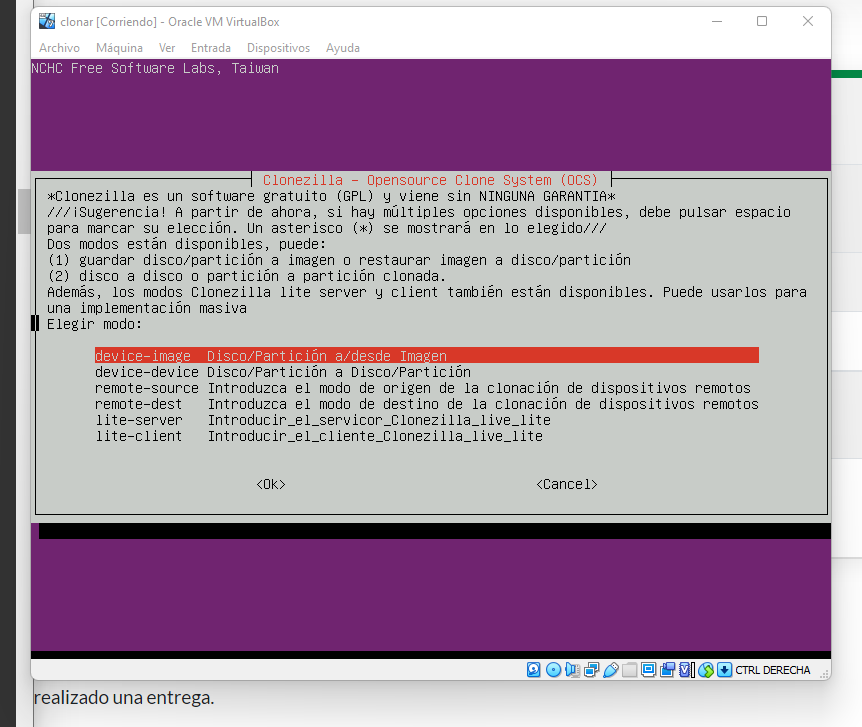 clonar [Corriendo] - Oracle VM VirtualBox
Archivo Máquina Ver Entrada Dispositivos Ayuda
NCHC Free Software Labs, Taiwan
Clonezilla - Opensource Clone System (OCS)
*Clonezilla es un software gratuito (GPL) y viene sin NINGUNA GARANTIA*
///¡Sugerencia! A partir de ahora, si hay múltiples opciones disponibles, debe pulsar espacio
para marcar su elección. Un asterisco (*) se mostrará en lo elegido///
Dos modos están disponibles, puede:
(1) guardar disco/partición a imagen o restaurar imagen a disco/partición
(2) disco a disco o partición a partición clonada.
Además, los modos Clonezilla lite server y client también están disponibles. Puede usarlos para
una implementación masiva
Elegir modo:
device-image Disco/Partición a/desde Imagen
device-device Disco/Partición a Disco/Partición
remote-source Introduzca el modo de origen de la clonación de dispositivos remotos
remote-dest Introduzca el modo de destino de la clonación de dispositivos remotos
lite-server Introducir_el_servicor_Clonezilla_live_lite
lite-client Introducir_el_cliente_Clonezilla_live_lite
<Ok> <Cancel>
CTRL DERECHA
realizado una entrega.